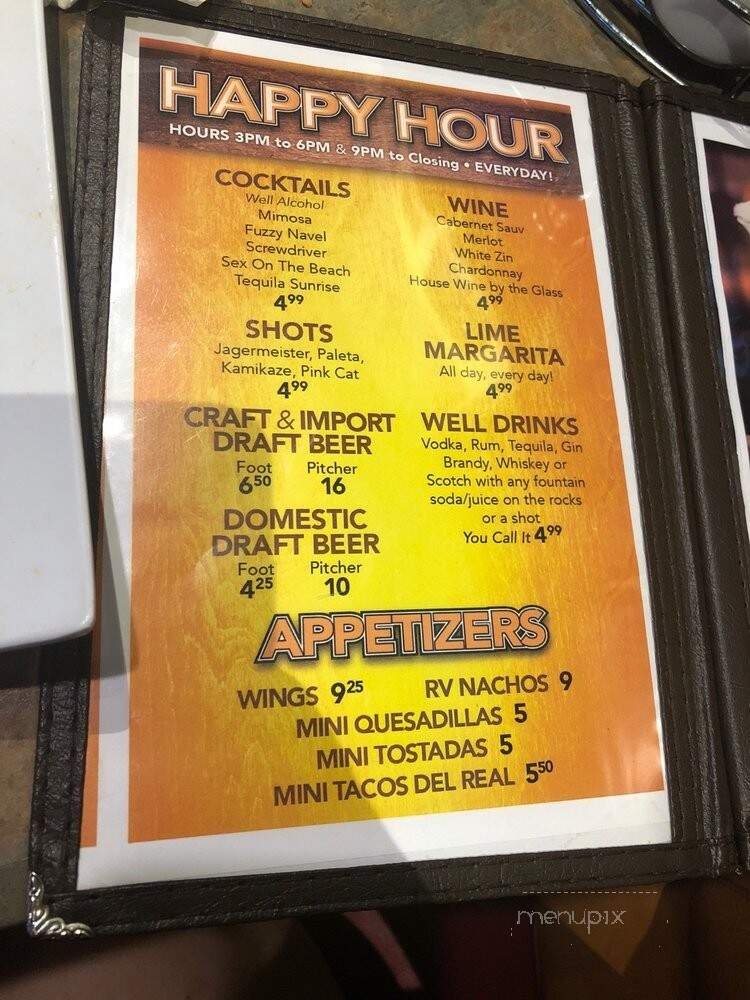 HAPPY HOUR
HOURS 3PM to 6PM & 9PM to Closing • EVERYDAY!
COCKTAILS
Well Alcohol
Mimosa
Fuzzy Navel
Screwdriver
Sex On The Beach
Tequila Sunrise
4.99
WINE
Cabernet Sauv
Merlot
White Zin
Chardonnay
House Wine by the Glass
4.99
SHOTS
Jagermeister, Paleta,
Kamikaze, Pink Cat
4.99
LIME
MARGARITA
All day, every day!
4.99
CRAFT & IMPORT
DRAFT BEER
Foot Pitcher
6.50 16
WELL DRINKS
Vodka, Rum, Tequila, Gin
Brandy, Whiskey or
Scotch with any fountain
soda/juice on the rocks
or a shot
You Call It 4.99
DOMESTIC
DRAFT BEER
Foot Pitcher
4.25 10
APPETIZERS
WINGS 9.25 RV NACHOS 9
MINI QUESADILLAS 5
MINI TOSTADAS 5
MINI TACOS DEL REAL 5.50
menupix